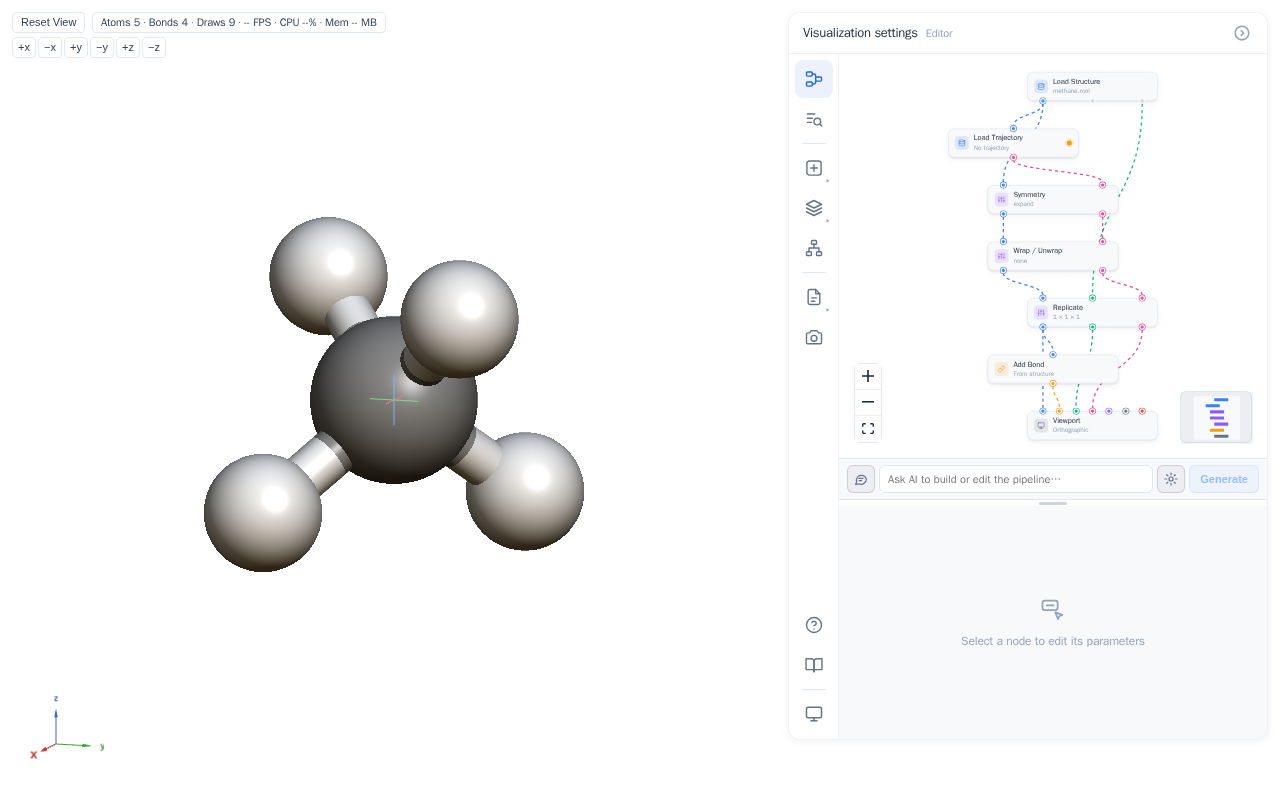 Reset View
Atoms 5 · Bonds 4 · Draws 9 · -- FPS · CPU --% · Mem -- MB
+x −x +y −y +z −z
Visualization settings Editor
Load Structure
methane.mol
Load Trajectory
No trajectory
Symmetry
expand
Wrap / Unwrap
none
Replicate
1 × 1 × 1
Add Bond
From structure
Viewport
Orthographic
Ask AI to build or edit the pipeline···
Generate
Select a node to edit its parameters
z
x
y